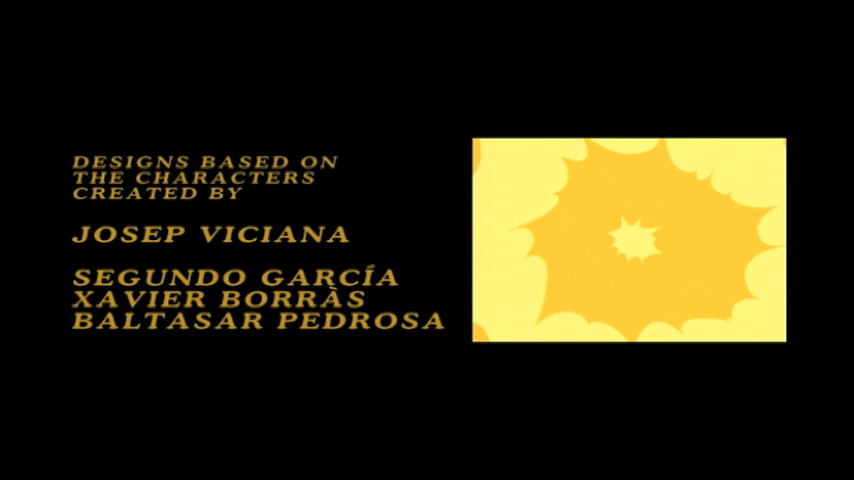 DESIGNS BASED ON
THE CHARACTERS
CREATED BY
JOSEP VICIANA
SEGUNDO GARCÍA
XAVIER BORRÀS
BALTASAR PEDROSA